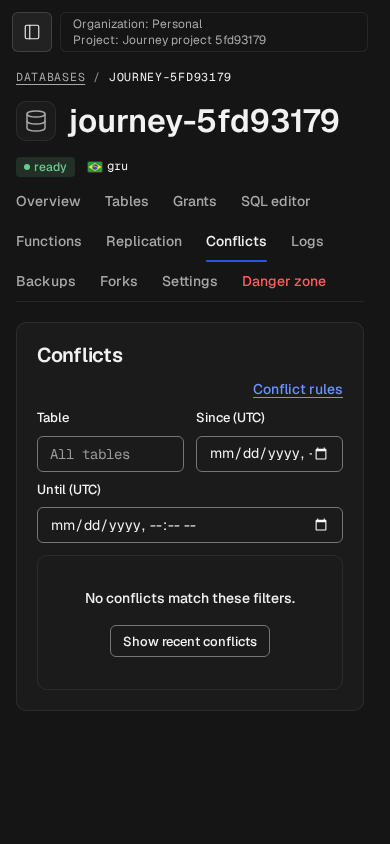 Organization: Personal
Project: Journey project 5fd93179
DATABASES / JOURNEY-5FD93179
journey-5fd93179
ready gru
Overview Tables Grants SQL editor
Functions Replication Conflicts Logs
Backups Forks Settings Danger zone
Conflicts
Conflict rules
Table Since (UTC)
All tables mm/dd/yyyy, -
Until (UTC)
mm/dd/yyyy, --:-- --
No conflicts match these filters.
Show recent conflicts